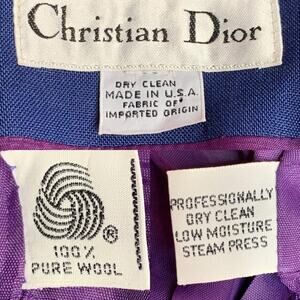 Christian Dior
DRY CLEAN
MADE IN U.S.A.
FABRIC OF
IMPORTED ORIGIN
®
100%
PURE WOOL
PROFESSIONALLY
DRY CLEAN
LOW MOISTURE
STEAM PRESS